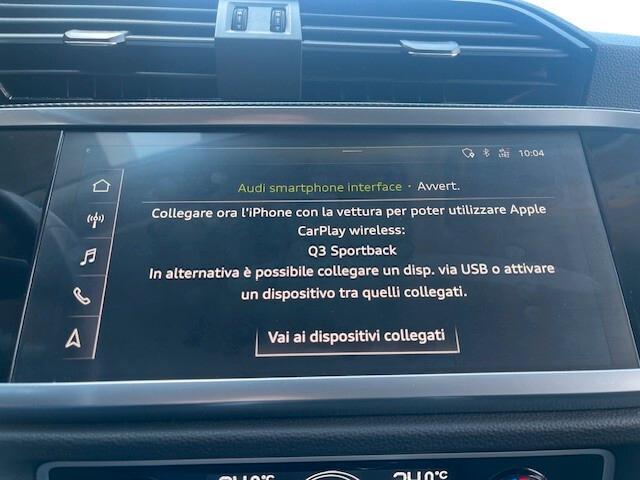 10:04
Audi smartphone interface · Avvert.
Collegare ora l'iPhone con la vettura per poter utilizzare Apple
CarPlay wireless:
Q3 Sportback
In alternativa è possibile collegare un disp. via USB o attivare
un dispositivo tra quelli collegati.
Vai ai dispositivi collegati